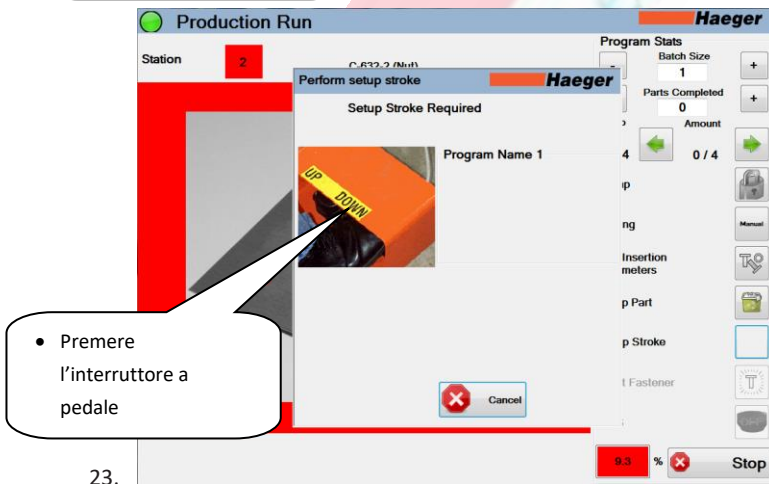 Production Run
Haeger
Station
2
C-632-2 (Nut)
Program Stats
Batch Size
-
1
+
Parts Completed
0
+
Amount
4
0 / 4
Perform setup stroke
Haeger
Setup Stroke Required
UP DOWN
Program Name 1
Manual
Insertion
meters
p Part
p Stroke
t Fastener
Cancel
• Premere
l'interruttore a
pedale
9.3 %
Stop
23.